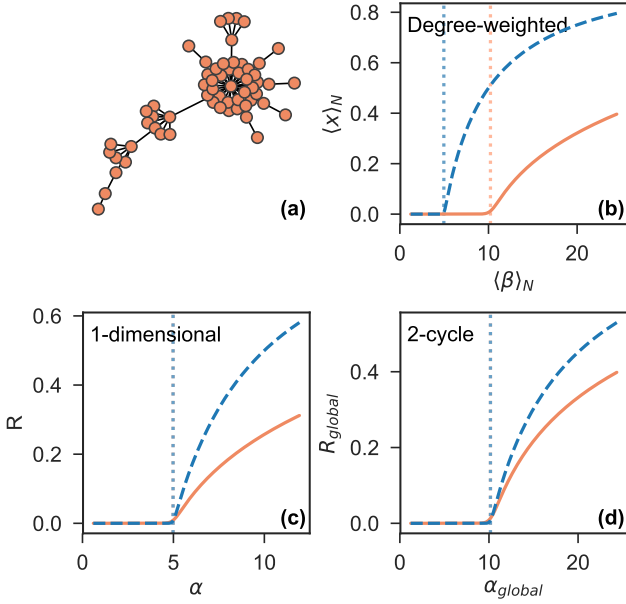 (a)
Degree-weighted
0.8
0.6
0.4
0.2
0.0
⟨x⟩N
(b)
0 10 20
⟨β⟩N
1-dimensional
0.6
0.4
0.2
0.0
R
(c)
0 5 10
α
2-cycle
0.4
0.2
0.0
Rglobal
(d)
0 10 20
αglobal